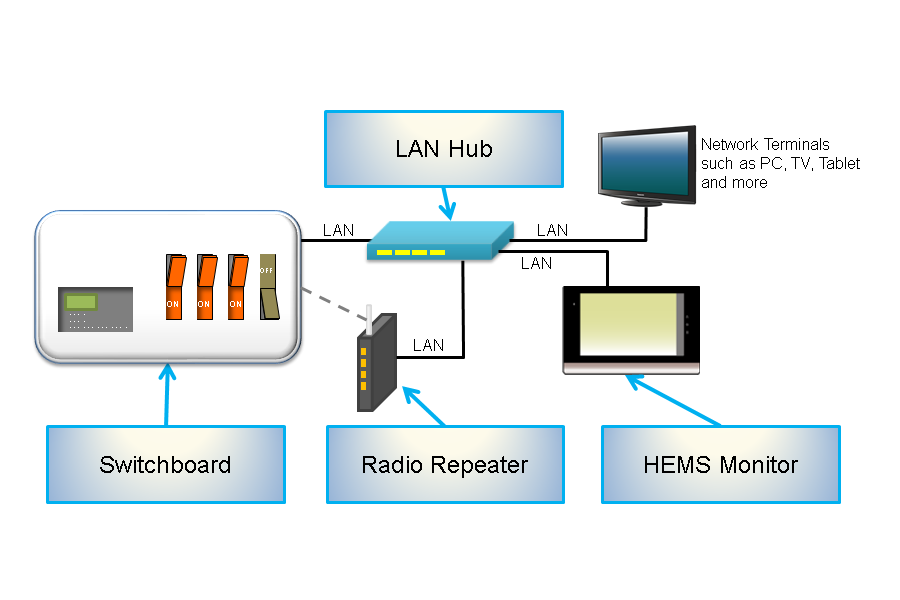 LAN Hub
Network Terminals
such as PC, TV, Tablet
and more
LAN
LAN
LAN
OFF
ON
ON
ON
LAN
Switchboard
Radio Repeater
HEMS Monitor